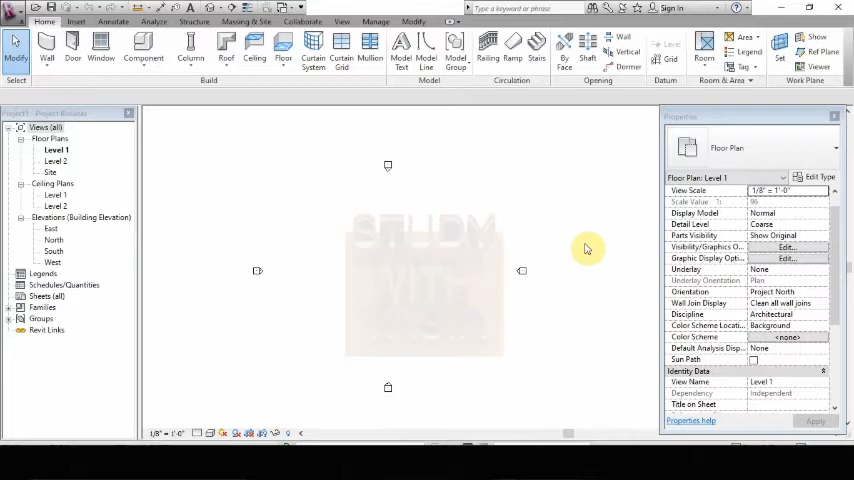 Type a keyword or phrase
Sign In
Home Insert Annotate Analyze Structure Massing & Site Collaborate View Manage Modify
Modify Wall Door Window Component Column Roof Ceiling Floor Curtain System Curtain Grid Mullion Model Text Model Line Model Group Railing Ramp Stairs By Face Shaft Wall Vertical Dormer Level Grid Room Area Legend Tag Set Show Ref Plane Viewer
Select Build Model Circulation Opening Datum Room & Area Work Plane
Project1 - Project Browser
Views (all)
Floor Plans
Level 1
Level 2
Site
Ceiling Plans
Level 1
Level 2
Elevations (Building Elevation)
East
North
South
West
Legends
Schedules/Quantities
Sheets (all)
Families
Groups
Revit Links
1/8" = 1'-0"
Properties
Floor Plan
Floor Plan: Level 1 Edit Type
View Scale 1/8" = 1'-0"
Scale Value 1: 96
Display Model Normal
Detail Level Coarse
Parts Visibility Show Original
Visibility/Graphics O... Edit...
Graphic Display Opti... Edit...
Underlay None
Underlay Orientation Plan
Orientation Project North
Wall Join Display Clean all wall joins
Discipline Architectural
Color Scheme Locati... Background
Color Scheme <none>
Default Analysis Disp... None
Sun Path
Identity Data
View Name Level 1
Dependency Independent
Title on Sheet
Properties help Apply